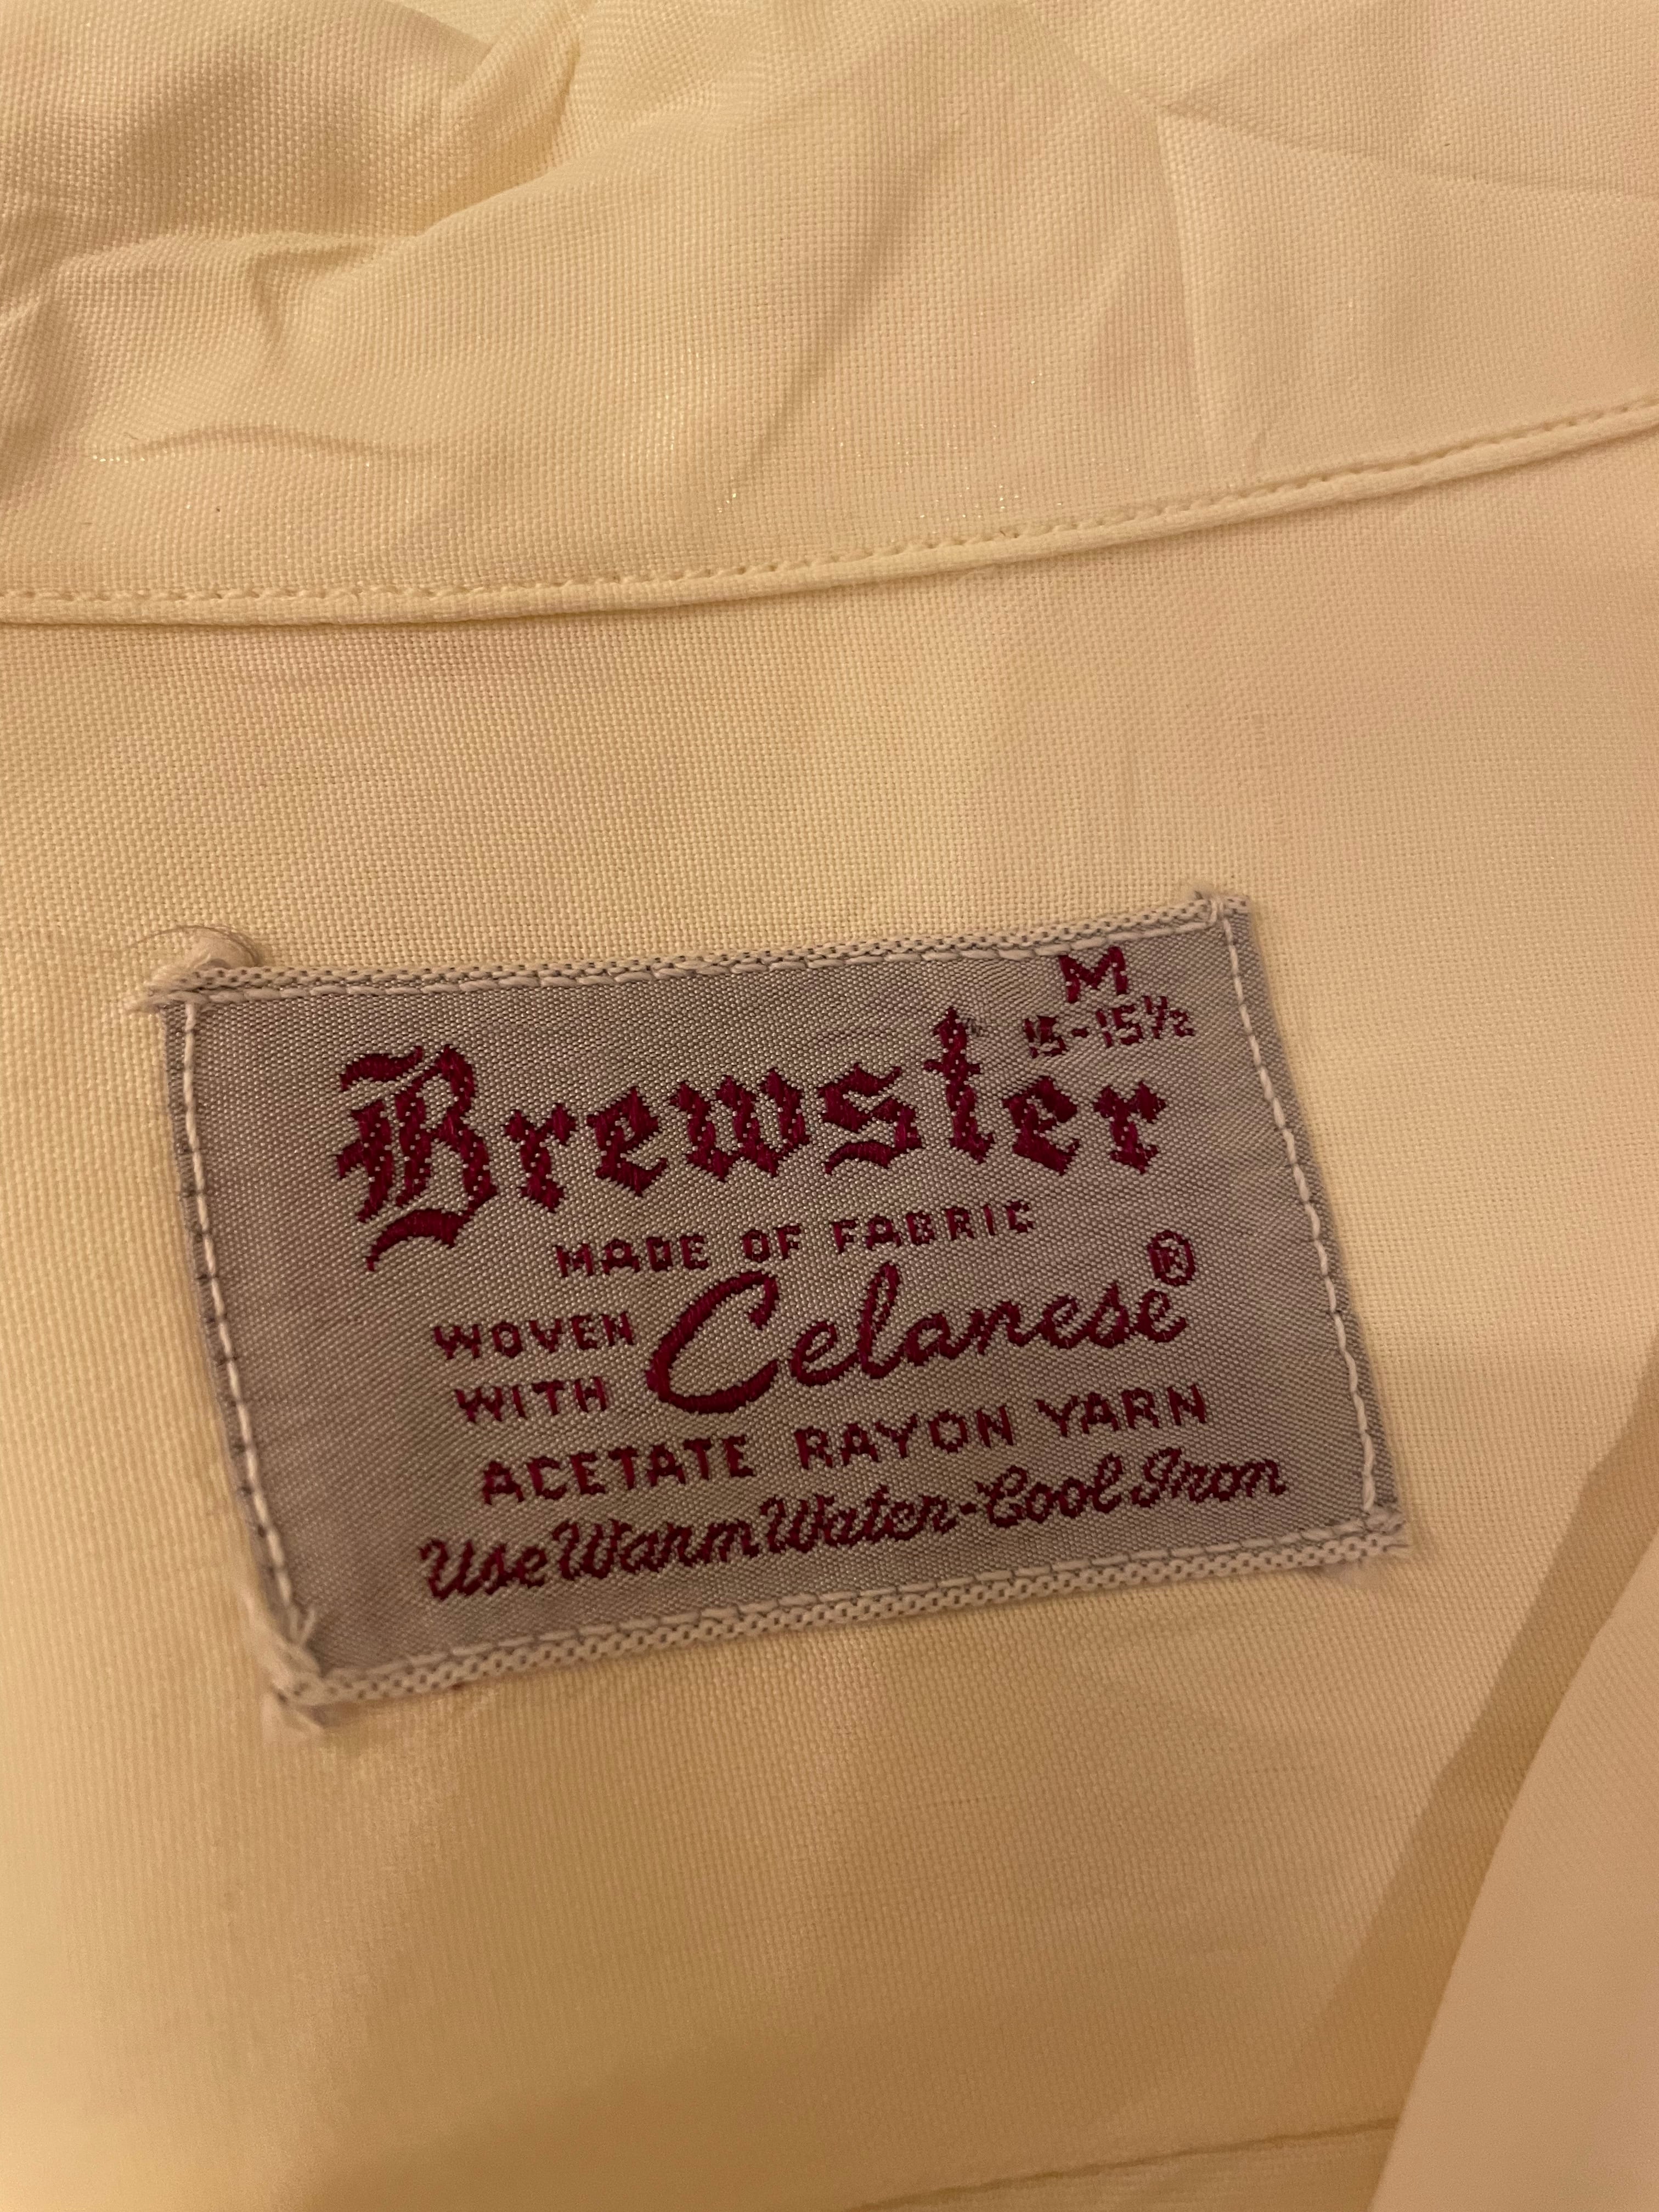 M
15-15½
Brewster
MADE OF FABRIC
WOVEN WITH Celanese®
ACETATE RAYON YARN
Use Warm Water-Cool Iron